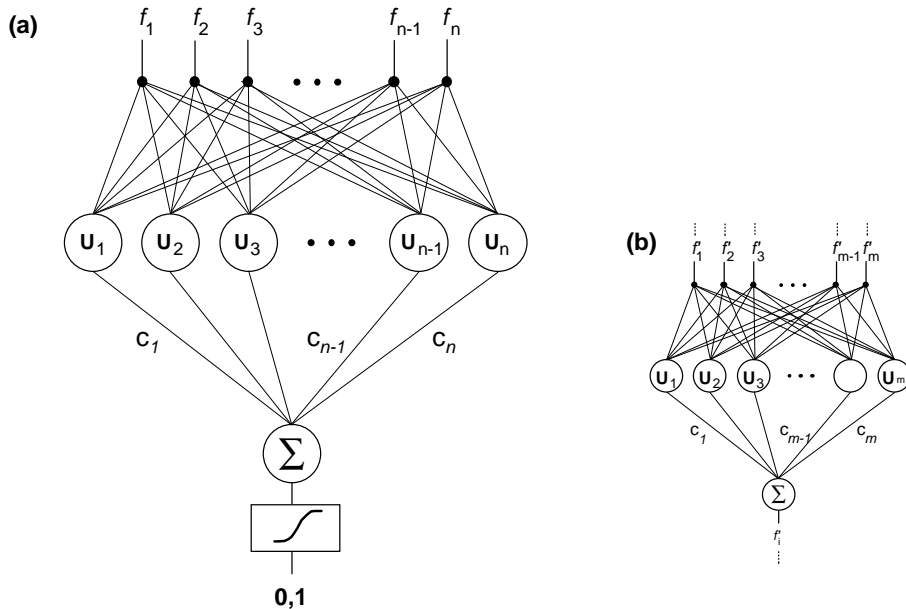 (a)
f1 f2 f3 • • • fn-1 fn
U1 U2 U3 • • • Un-1 Un
c1 cn-1 cn
Σ
0,1
(b)
f'1 f'2 f'3 • • • f'm-1 f'm
U1 U2 U3 • • • Um
c1 cm-1 cm
Σ
f'i